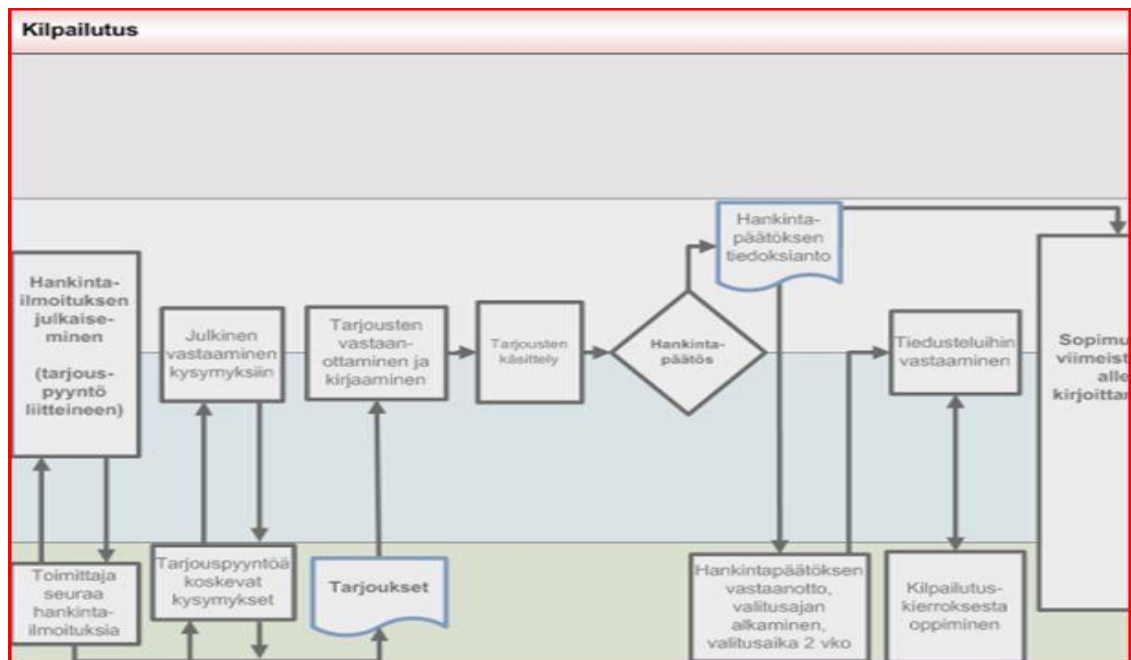 Kilpailutus
Hankinta-
ilmoituksen
julkaise-
minen
(tarjous-
pyyntö
liitteineen)
Julkinen
vastaaminen
kysymyksiin
Tarjousten
vastaan-
ottaminen ja
kirjaaminen
Tarjousten
käsittely
Hankinta-
päätös
Hankinta-
päätöksen
tiedoksianto
Tiedusteluihin
vastaaminen
Sopimu
viimeist
alle
kirjoittar
Toimittaja
seuraa
hankinta-
ilmoituksia
Tarjouspyyntöä
koskevat
kysymykset
Tarjoukset
Hankintapäätöksen
vastaanotto,
valitusajan
alkaminen,
valitusaika 2 vko
Kilpailutus-
kierroksesta
oppiminen